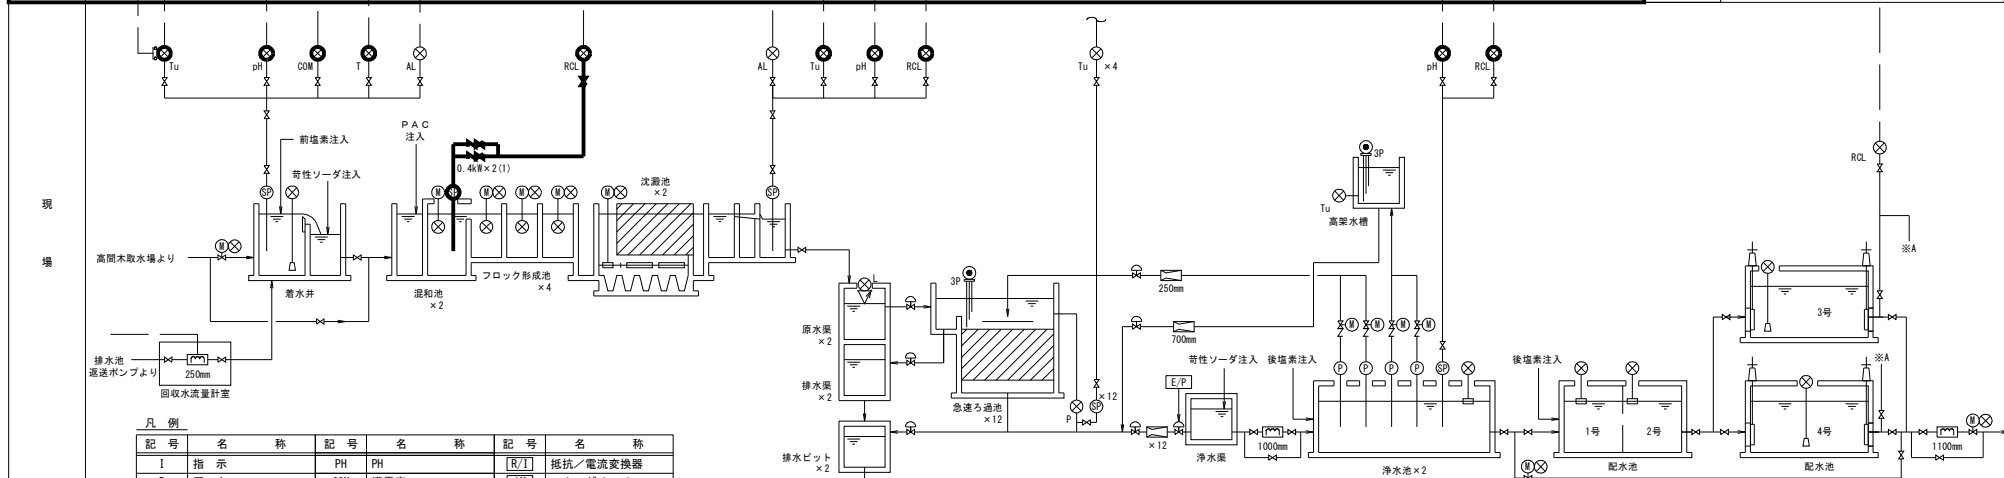 Tu
pH
COM
T
AL
RCL
AL
Tu
pH
RCL
Tu ×4
pH
RCL
現
場
前塩素注入
苛性ソーダ注入
PAC
注入
0.4kW×2(1)
沈澱池
×2
SP
M
SP
M
M
M
M
SP
3P
Tu
高架水槽
RCL
※A
高間木取水場より
M
着水井
混和池
×2
フロック形成池
×4
L
3P
原水渠
×2
排水渠
×2
急速ろ過池
×12
P
SP
×12
250mm
700mm
M
M
M
M
P
P
P
P
SP
3号
※A
排水池
返送ポンプより
250mm
回収水流量計室
苛性ソーダ注入
後塩素注入
E/P
×12
浄水渠
1000mm
浄水池×2
後塩素注入
1号
2号
配水池
M
4号
配水池
M
1100mm
排水ピット
×2
凡 例
記 号 名 称 記 号 名 称 記 号 名 称
I 指 示 PH PH R/I 抵抗/電流変換器